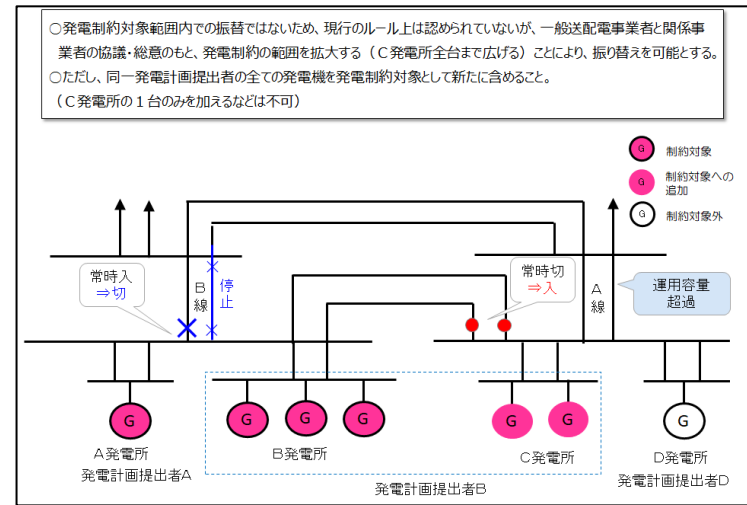 ○発電制約対象範囲内での振替ではないため、現行のルール上は認められていないが、一般送配電事業者と関係事
業者の協議・総意のもと、発電制約の範囲を拡大する（C発電所全台まで広げる）ことにより、振り替えを可能とする。
○ただし、同一発電計画提出者の全ての発電機を発電制約対象として新たに含めること。
（C発電所の1台のみを加えるなどは不可）
G 制約対象
G 制約対象への
追加
G 制約対象外
常時入
⇒切
B線
停止
常時切
⇒入
A線
運用容量
超過
G
G
G
G
G
G
G
A発電所
B発電所
C発電所
D発電所
発電計画提出者A
発電計画提出者B
発電計画提出者D